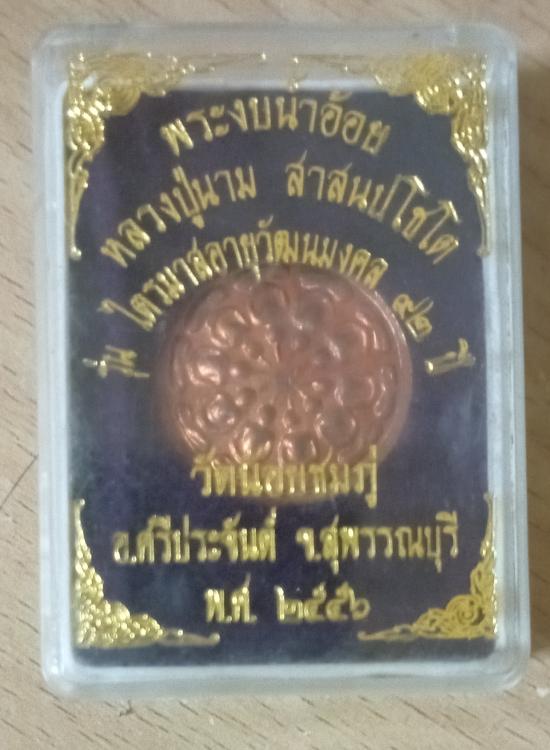 พระงบน้ำอ้อย
หลวงปู่นาม สาสนปโชโต
รุ่น ไตรมาสอายุวัฒนมงคล ๙๒ ปี
วัดน้อยชมภู่
อ.ศรีประจันต์ จ.สุพรรณบุรี
พ.ศ. ๒๕๕๖